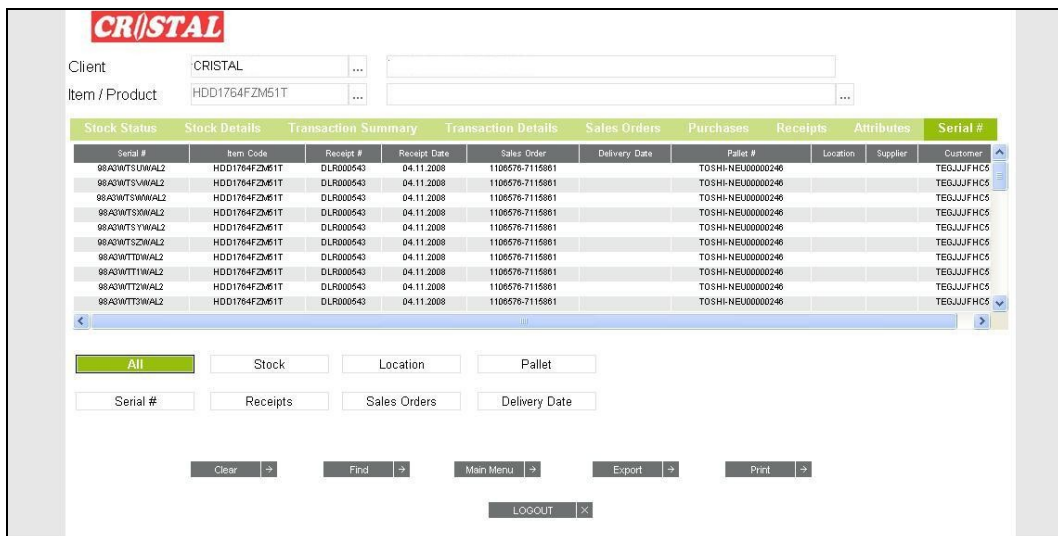 CRISTAL
Client CRISTAL ...
Item / Product HDD1764FZM51T ... ...
Stock Status Stock Details Transaction Summary Transaction Details Sales Orders Purchases Receipts Attributes Serial #
Serial # Item Code Receipt # Receipt Date Sales Order Delivery Date Pallet # Location Supplier Customer
98A3WTSUWAL2 HDD1764FZM51T DLR000543 04.11.2008 1106576-7115861 TOSHI-NEU00000246 TEGJJJFHC5
98A3WTSVWAL2 HDD1764FZM51T DLR000543 04.11.2008 1106576-7115861 TOSHI-NEU00000246 TEGJJJFHC5
98A3WTSWWAL2 HDD1764FZM51T DLR000543 04.11.2008 1106576-7115861 TOSHI-NEU00000246 TEGJJJFHC5
98A3WTSXWAL2 HDD1764FZM51T DLR000543 04.11.2008 1106576-7115861 TOSHI-NEU00000246 TEGJJJFHC5
98A3WTSYWAL2 HDD1764FZM51T DLR000543 04.11.2008 1106576-7115861 TOSHI-NEU00000246 TEGJJJFHC5
98A3WTSZWAL2 HDD1764FZM51T DLR000543 04.11.2008 1106576-7115861 TOSHI-NEU00000246 TEGJJJFHC5
98A3WTT0WAL2 HDD1764FZM51T DLR000543 04.11.2008 1106576-7115861 TOSHI-NEU00000246 TEGJJJFHC5
98A3WTT1WAL2 HDD1764FZM51T DLR000543 04.11.2008 1106576-7115861 TOSHI-NEU00000246 TEGJJJFHC5
98A3WTT2WAL2 HDD1764FZM51T DLR000543 04.11.2008 1106576-7115861 TOSHI-NEU00000246 TEGJJJFHC5
98A3WTT3WAL2 HDD1764FZM51T DLR000543 04.11.2008 1106576-7115861 TOSHI-NEU00000246 TEGJJJFHC5
All Stock Location Pallet
Serial # Receipts Sales Orders Delivery Date
Clear Find Main Menu Export Print
LOGOUT